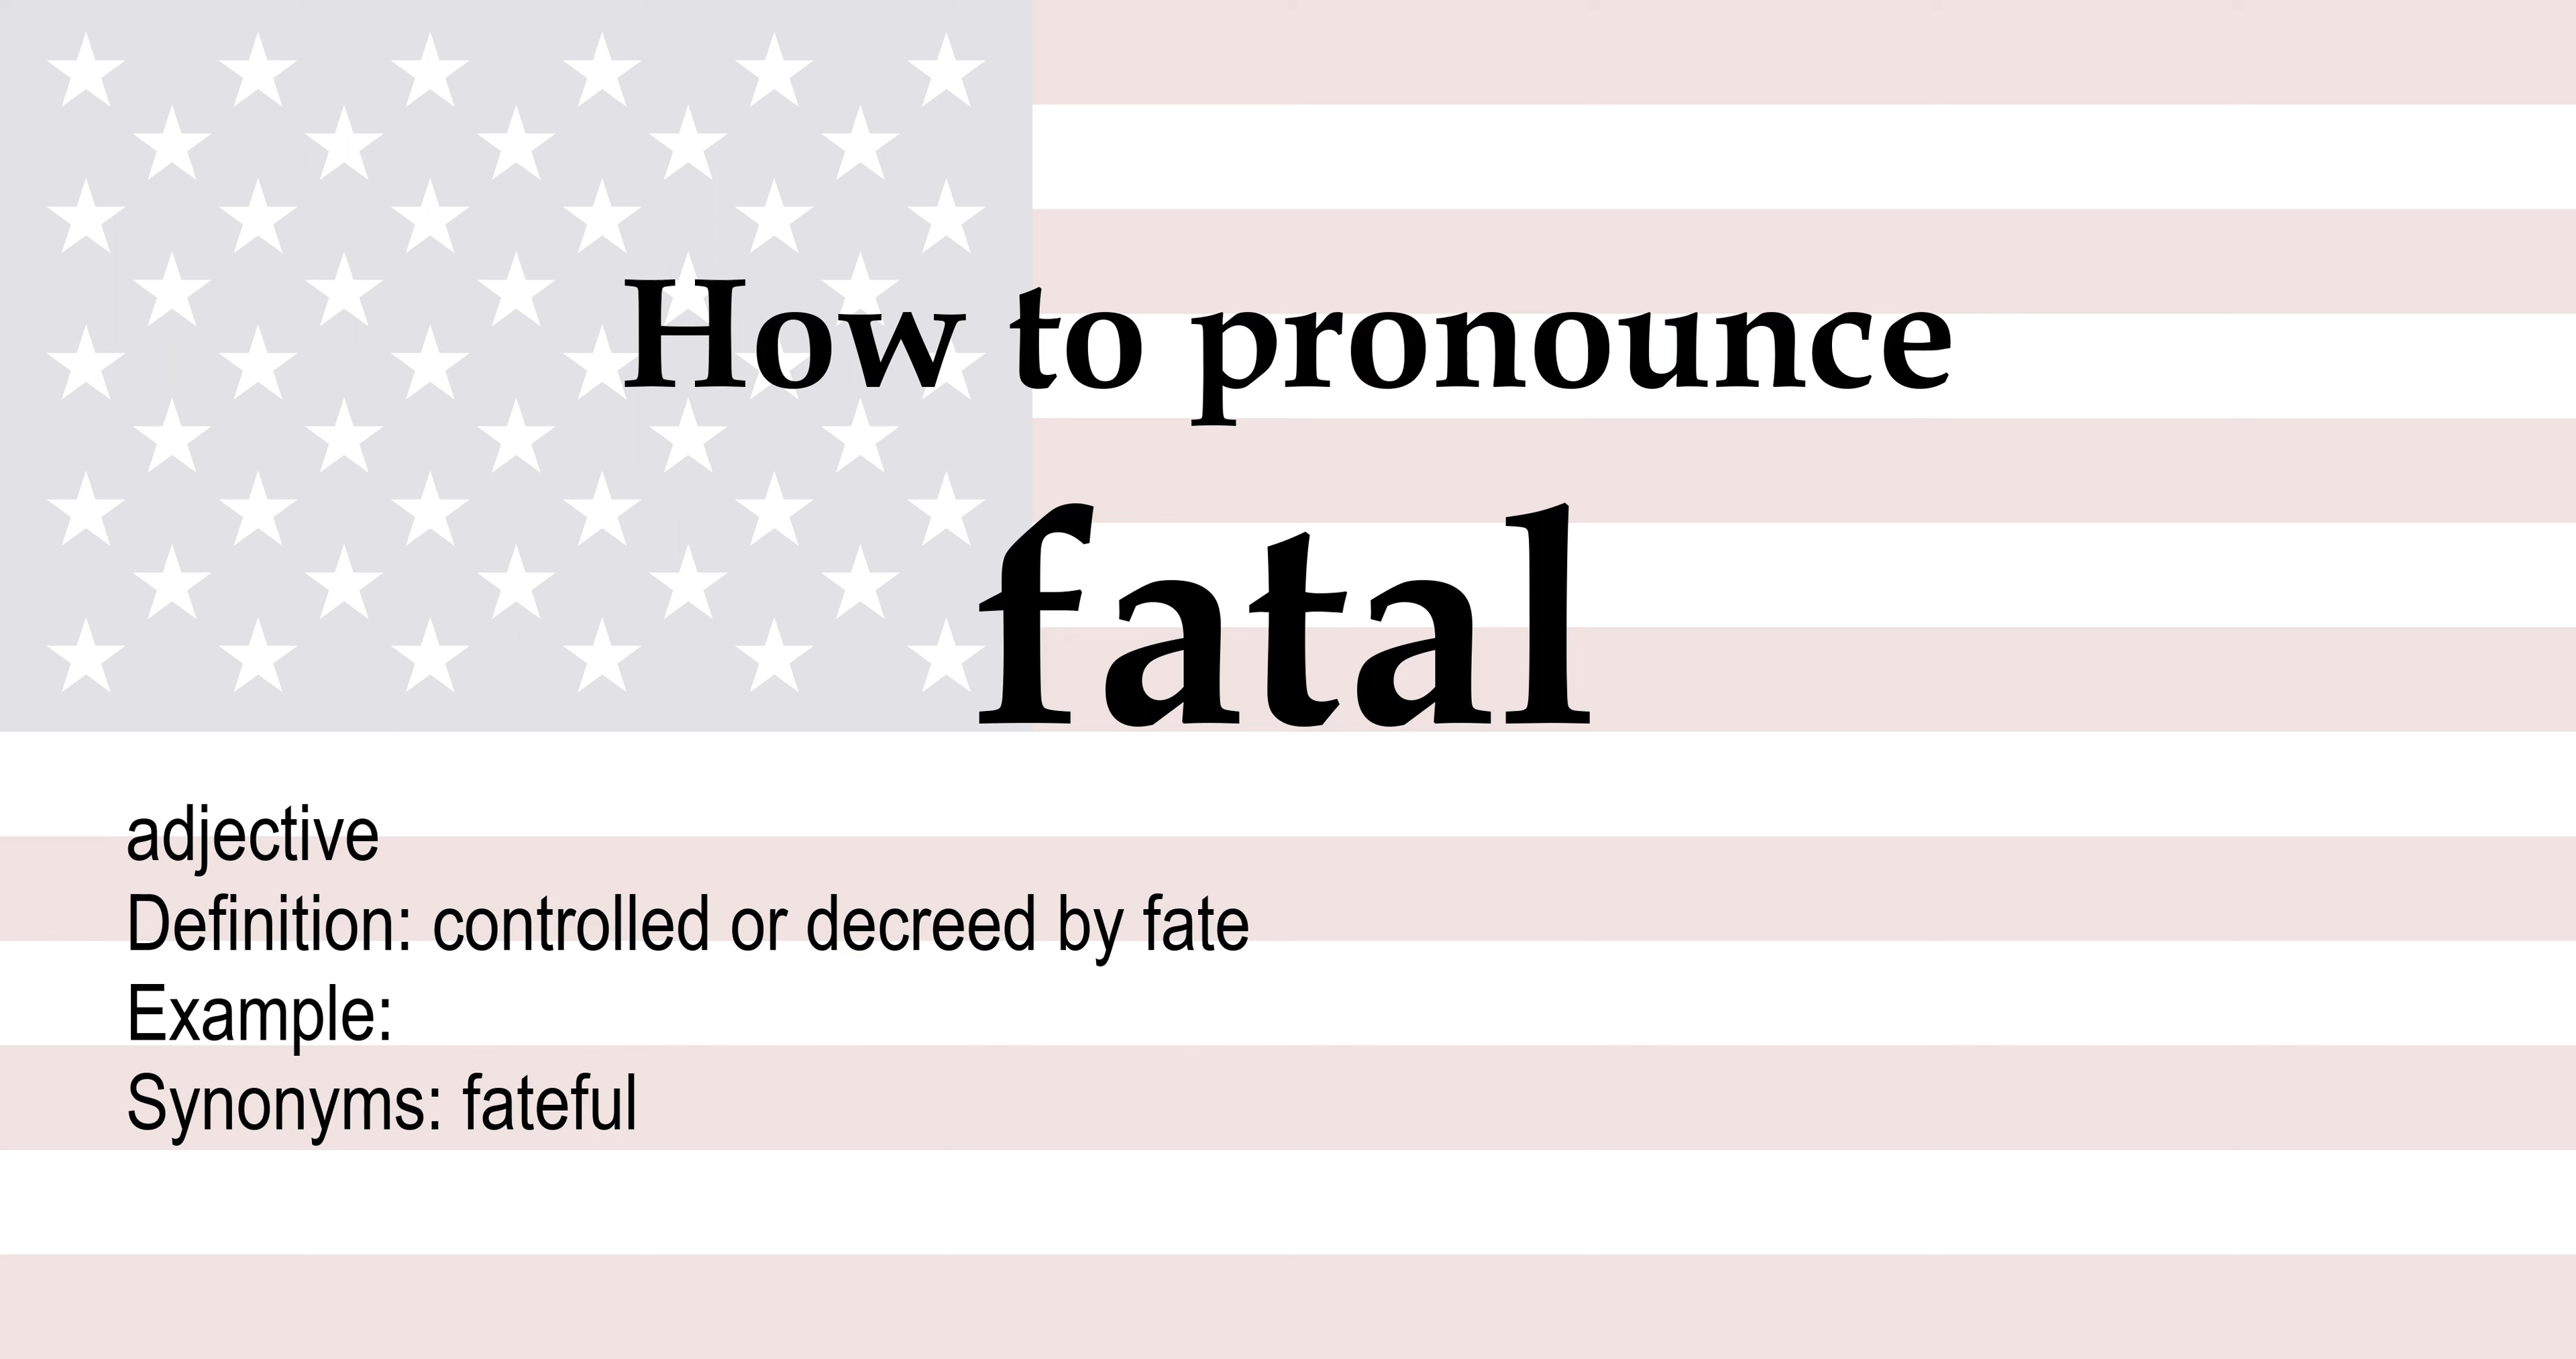 How to pronounce
fatal
adjective
Definition: controlled or decreed by fate
Example:
Synonyms: fateful